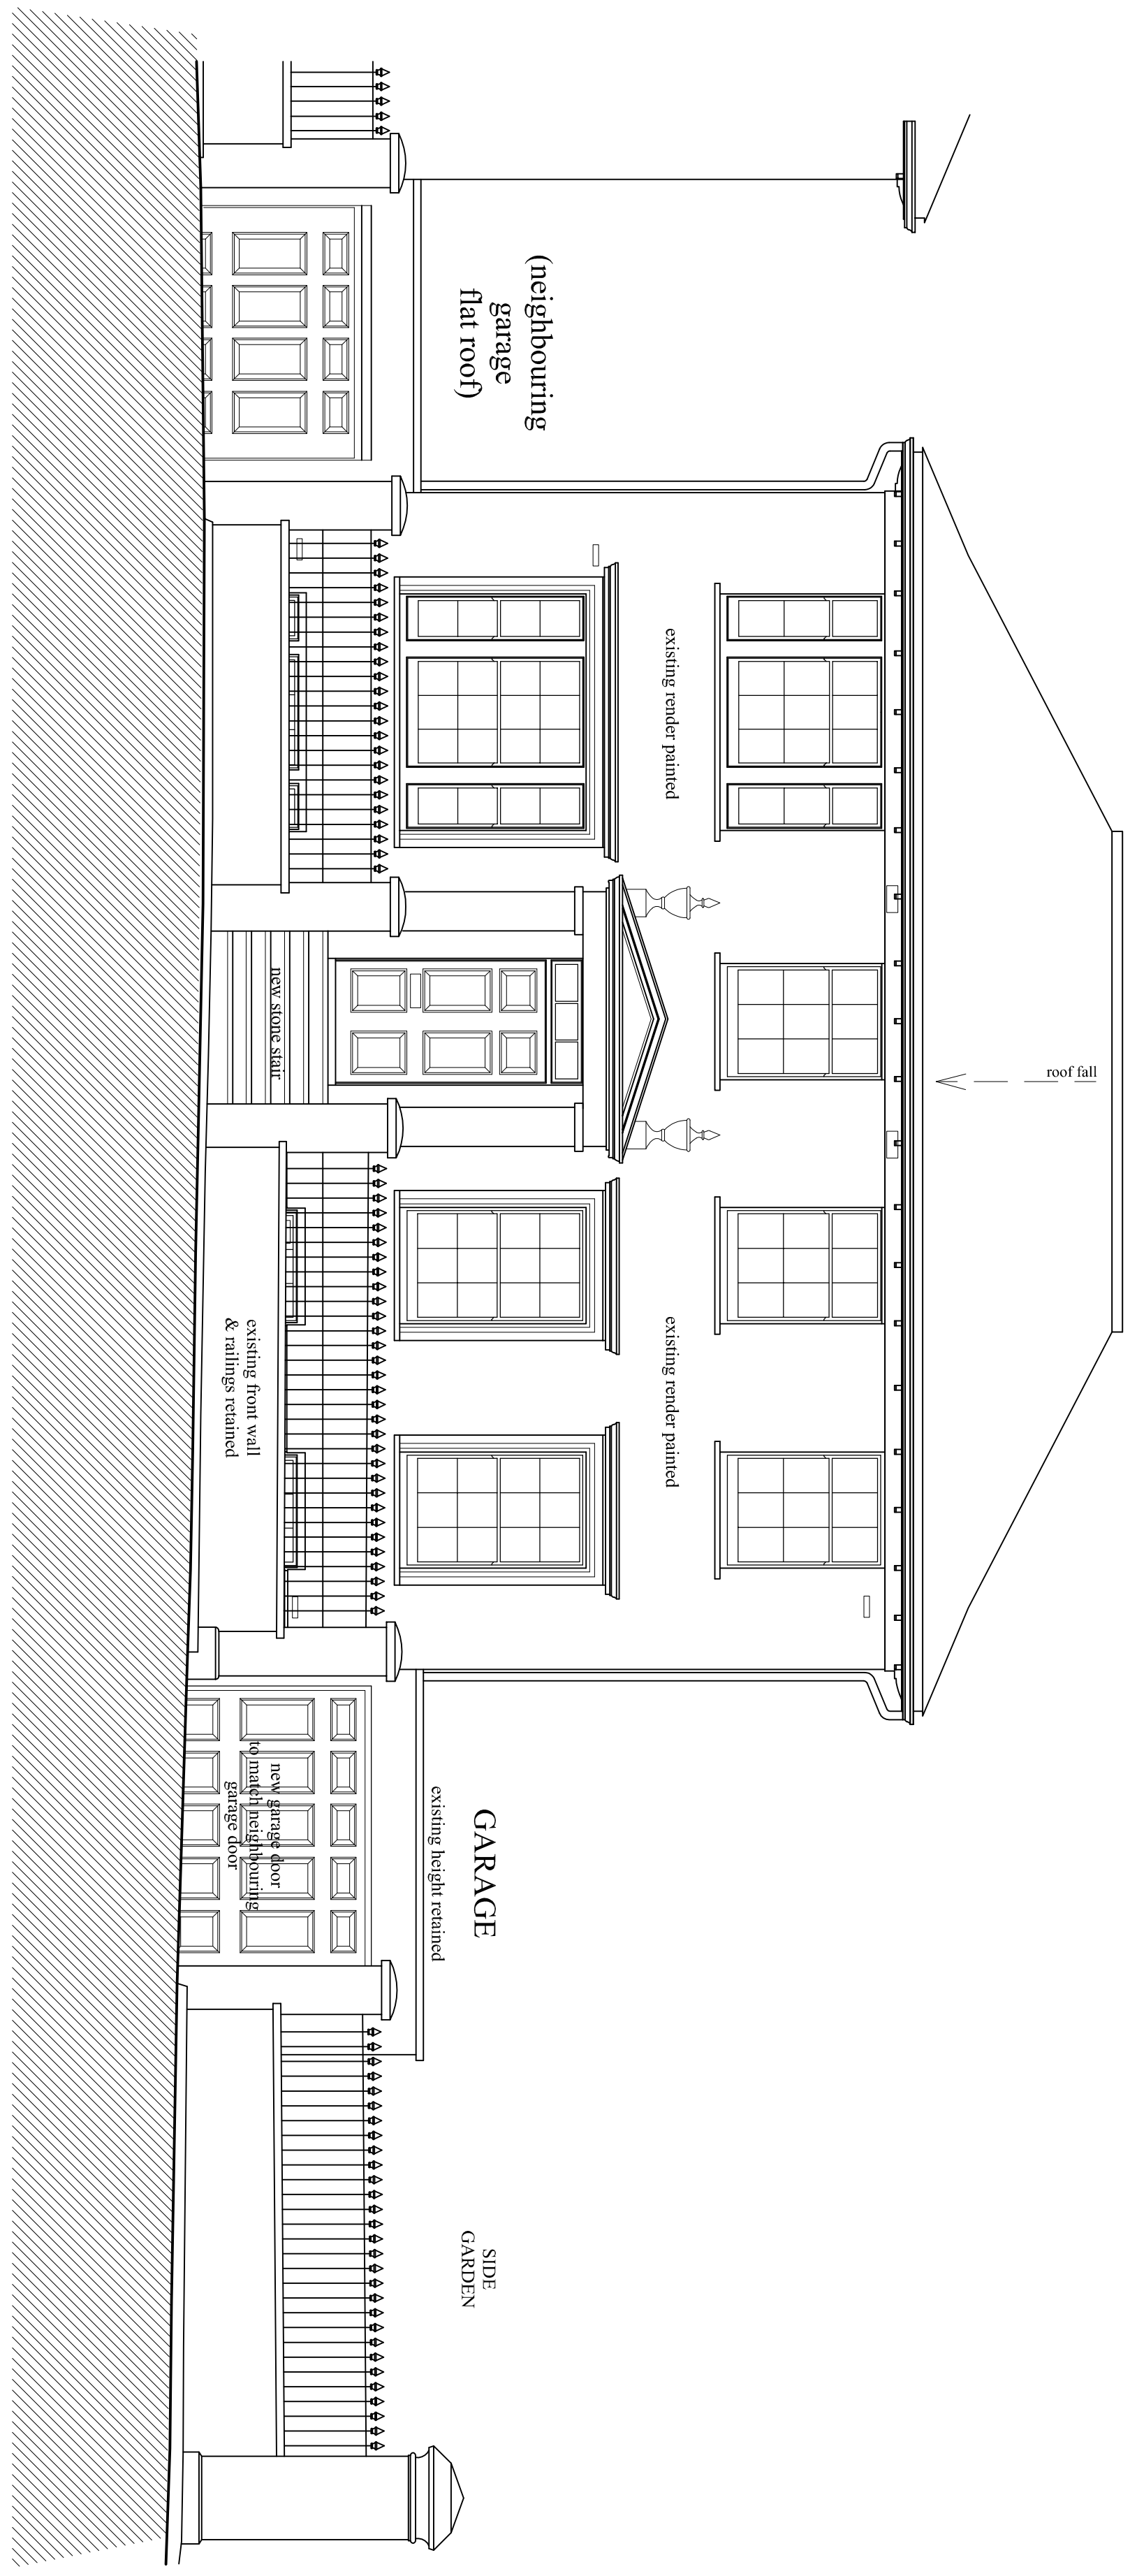 roof fall
(neighbouring
garage
flat roof)
existing render painted
existing render painted
new stone stair
existing front wall
& railings retained
GARAGE
existing height retained
new garage door
to match neighbouring
garage door
SIDE
GARDEN